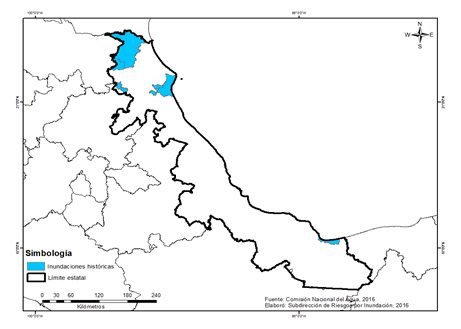 N
W E
S
Simbología
Inundaciones históricas
Límite estatal
0 30 60 120 180 240
Kilómetros
Fuente: Comisión Nacional del Agua, 2016
Elaboró: Subdirección de Riesgos por Inundación, 2016